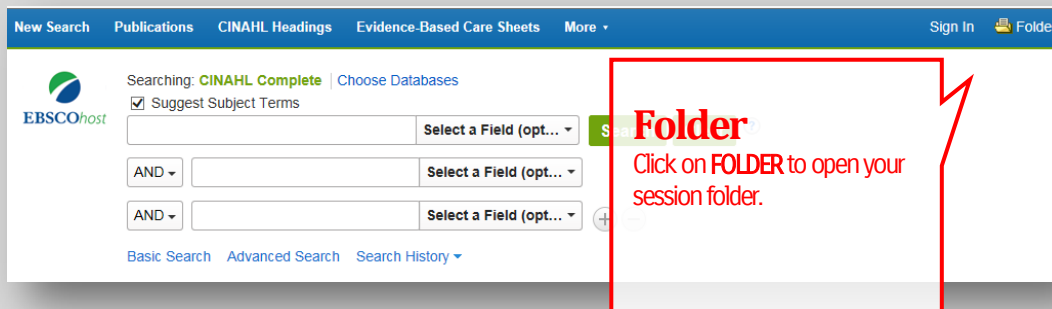 New Search Publications CINAHL Headings Evidence-Based Care Sheets More Sign In Folde
Searching: CINAHL Complete | Choose Databases
Suggest Subject Terms
EBSCOhost
Select a Field (opt...
Folder
Click on FOLDER to open your
session folder.
AND Select a Field (opt...
AND Select a Field (opt...
Basic Search Advanced Search Search History